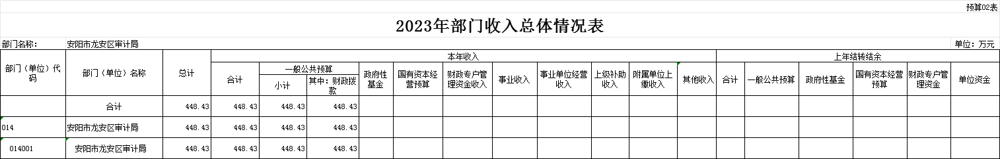 预算02表
2023年部门收入总体情况表
部门名称: 安阳市龙安区审计局 单位：万元
部门（单位）代码 部门（单位）名称 总计 本年收入 上年结转结余
合计 一般公共预算 政府性基金 国有资本经营预算 财政专户管理资金收入 事业收入 事业单位经营收入 上级补助收入 附属单位上缴收入 其他收入 合计 一般公共预算 政府性基金 国有资本经营预算 财政专户管理资金 单位资金
小计 其中：财政拨款
合计 448.43 448.43 448.43 448.43
014 安阳市龙安区审计局 448.43 448.43 448.43 448.43
014001 安阳市龙安区审计局 448.43 448.43 448.43 448.43